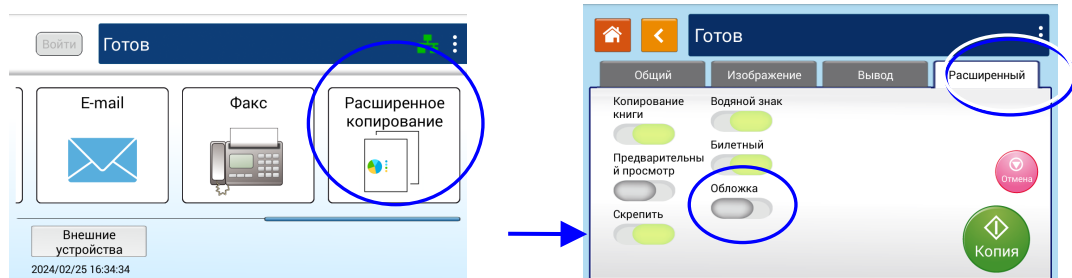 Войти
Готов
E-mail
Факс
Расширенное
копирование
Внешние
устройства
2024/02/25 16:34:34
Готов
Общий
Изображение
Вывод
Расширенный
Копирование
книги
Водяной знак
Билетный
Предварительны
й просмотр
Обложка
Скрепить
Отмена
Копия